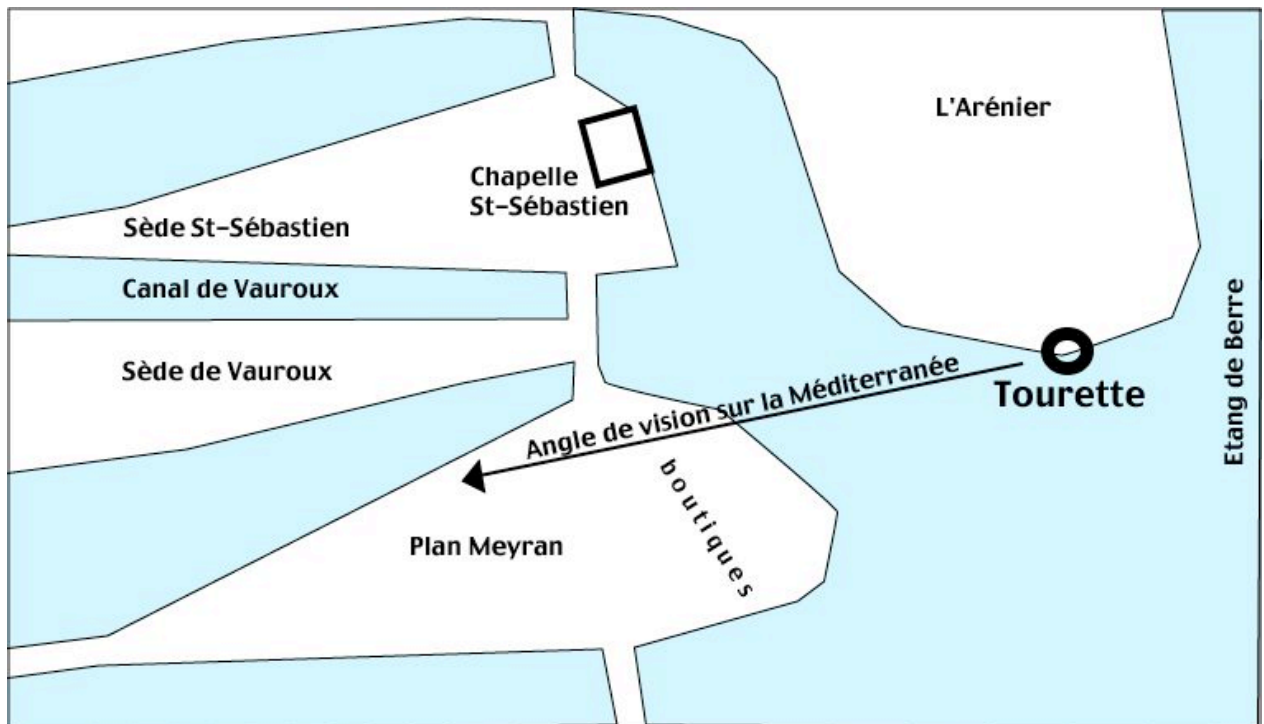 L'Arénier
Chapelle
St-Sébastien
Sède St-Sébastien
Canal de Vauroux
Sède de Vauroux
Angle de vision sur la Méditerranée
Tourette
Etang de Berre
boutiques
Plan Meyran